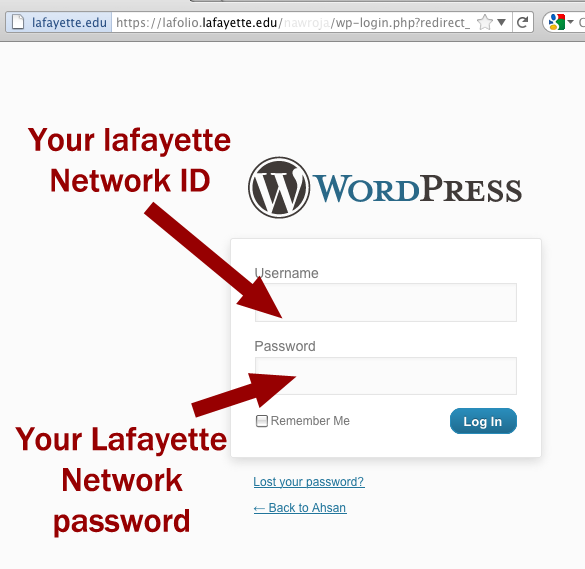 lafayette.edu https://lafolio.lafayette.edu/nawroja/wp-login.php?redirect_
Your lafayette
Network ID
WORDPRESS
Username
Password
Remember Me
Log In
Your Lafayette
Network
password
Lost your password?
← Back to Ahsan